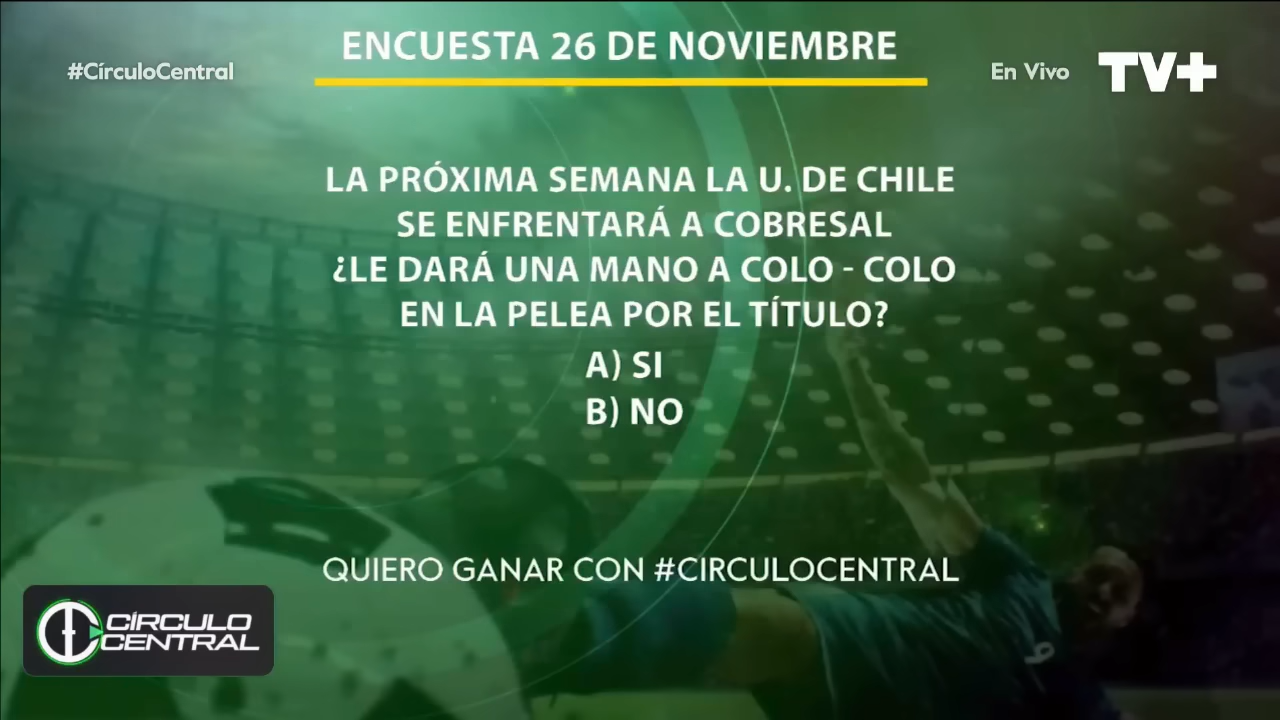 ENCUESTA 26 DE NOVIEMBRE
#CírculoCentral
En Vivo TV+
LA PRÓXIMA SEMANA LA U. DE CHILE
SE ENFRENTARÁ A COBRESAL
¿LE DARÁ UNA MANO A COLO - COLO
EN LA PELEA POR EL TÍTULO?
A) SI
B) NO
QUIERO GANAR CON #CIRCULOCENTRAL
CÍRCULO
CENTRAL